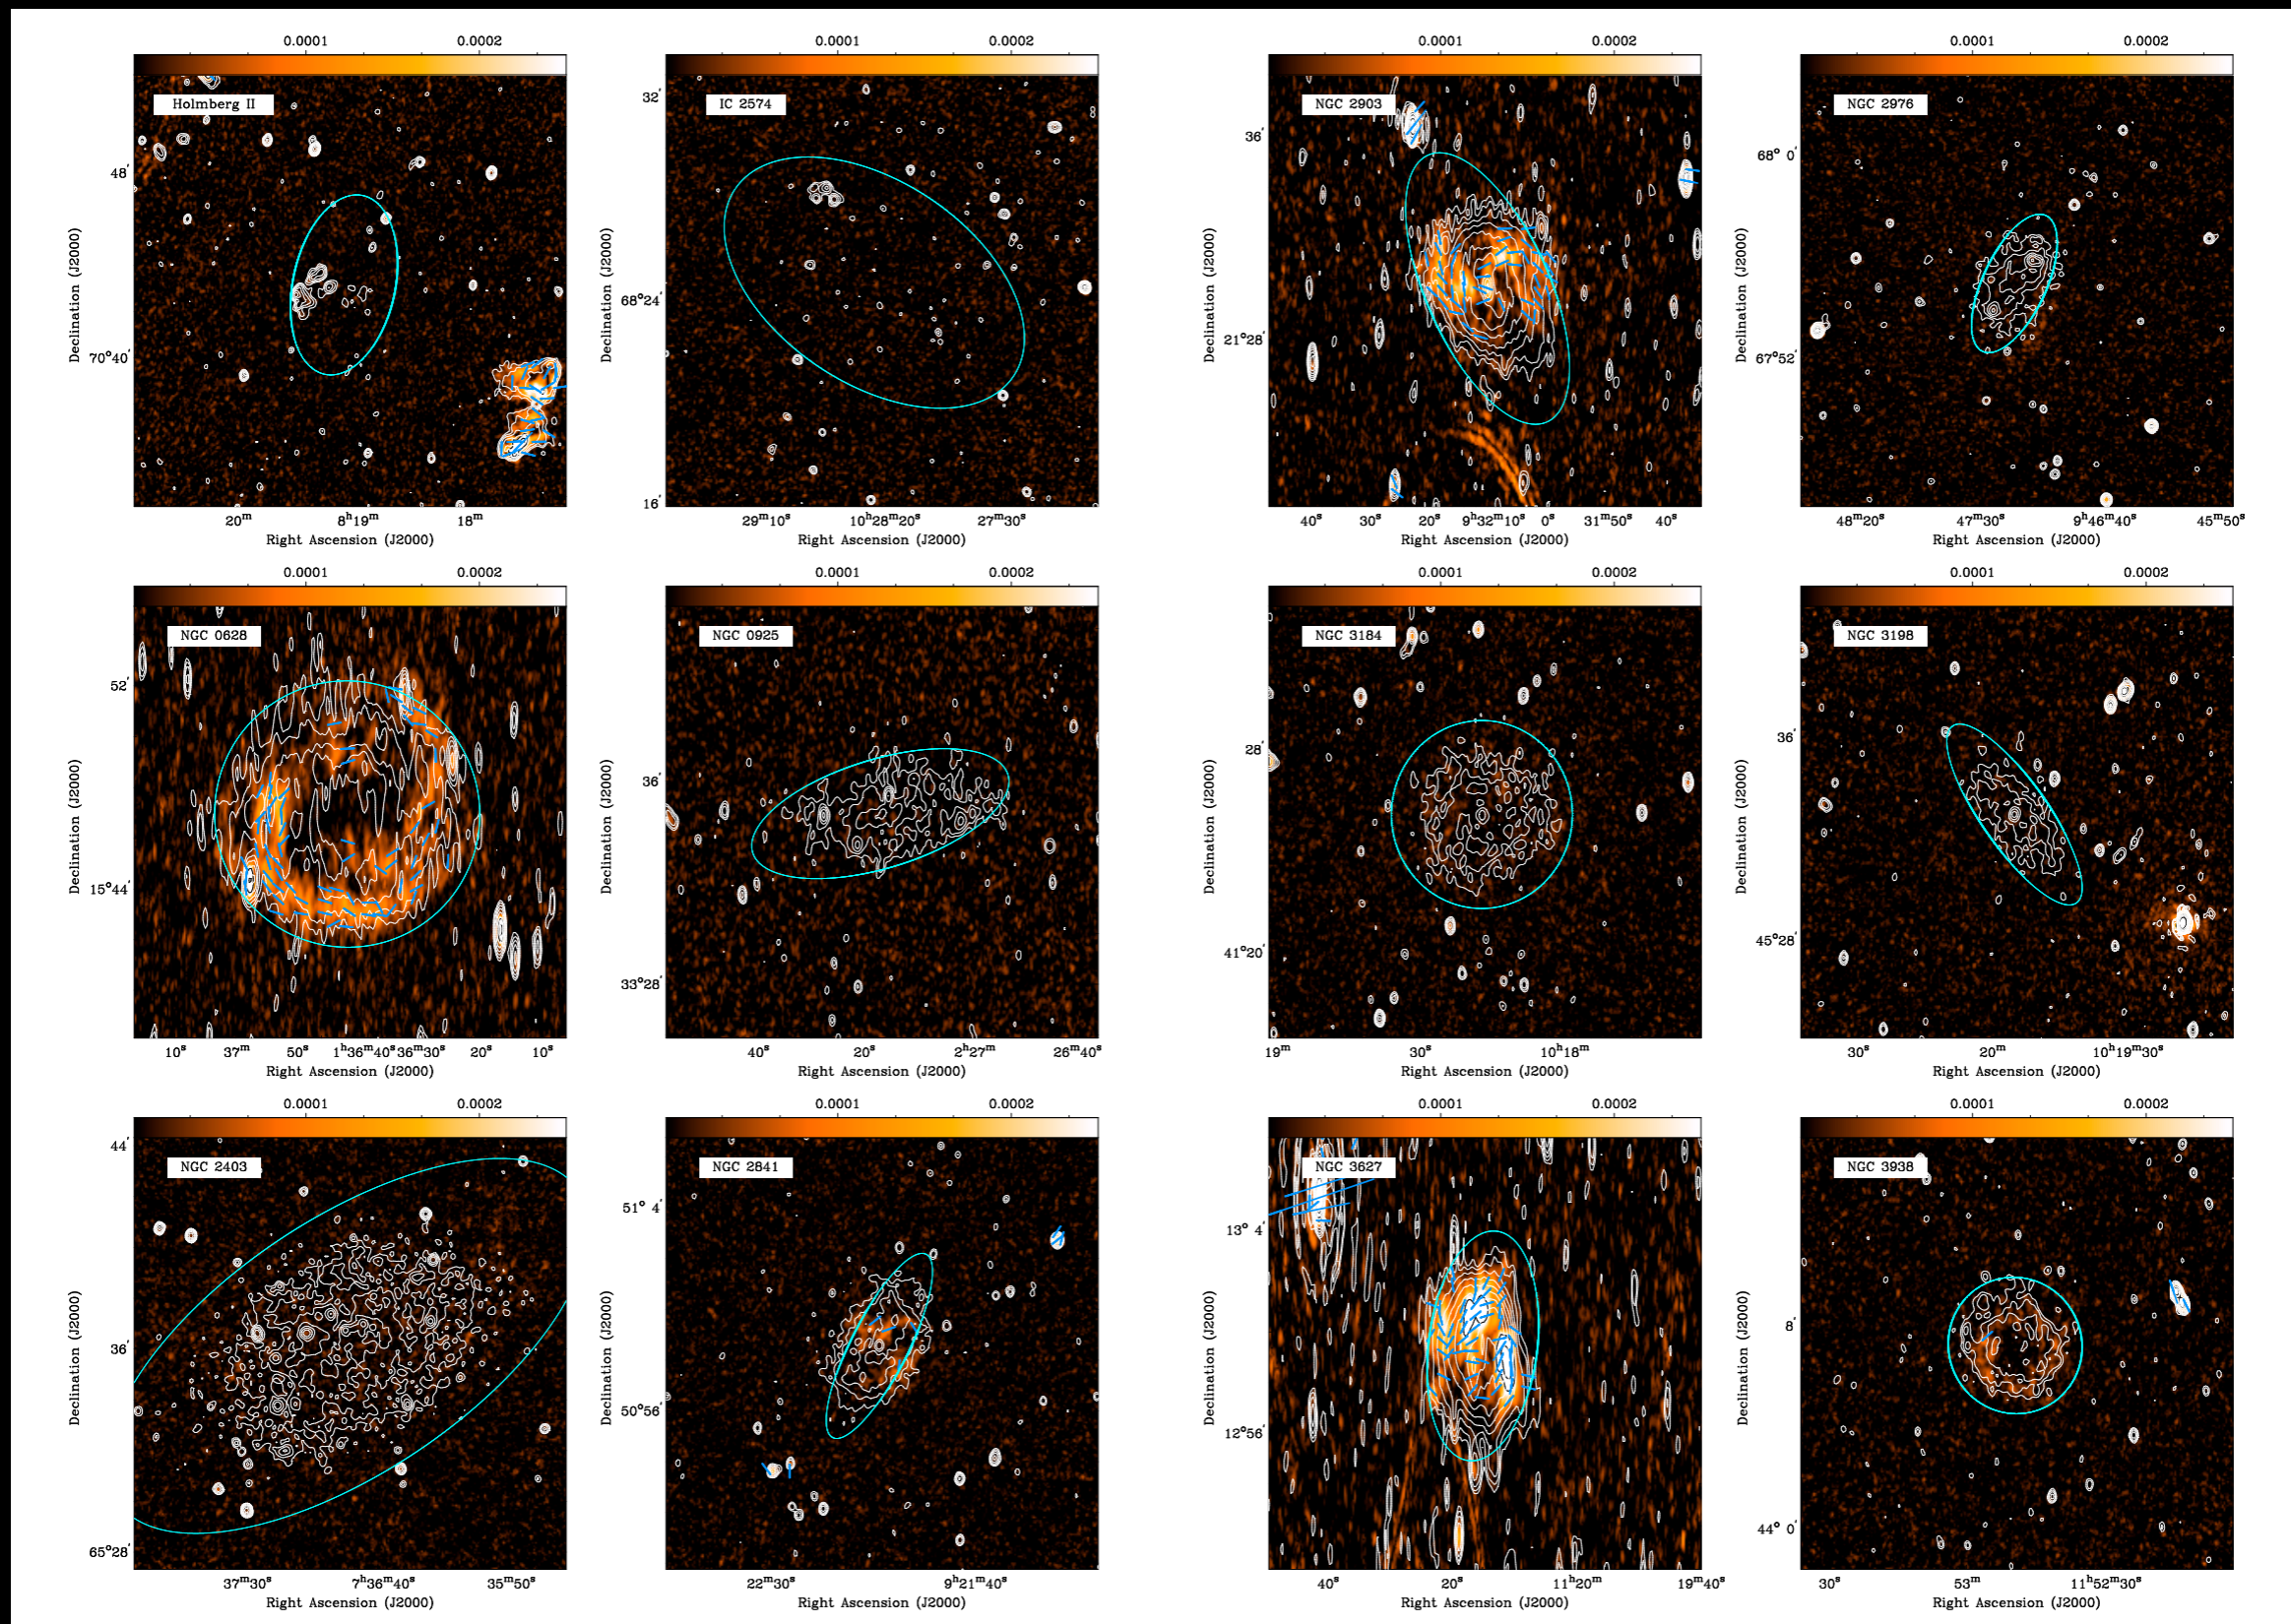 0.0001 0.0002
Holmberg II
48′
70°40′
Declination (J2000)
20ᵐ 8ʰ19ᵐ 18ᵐ
Right Ascension (J2000)
0.0001 0.0002
IC 2574
32′
68°24′
16′
Declination (J2000)
29ᵐ10ˢ 10ʰ28ᵐ20ˢ 27ᵐ30ˢ
Right Ascension (J2000)
0.0001 0.0002
NGC 2903
36′
21°28′
Declination (J2000)
40ˢ 30ˢ 20ˢ 9ʰ32ᵐ10ˢ 0ˢ 31ᵐ50ˢ 40ˢ
Right Ascension (J2000)
0.0001 0.0002
NGC 2976
68° 0′
67°52′
Declination (J2000)
48ᵐ20ˢ 47ᵐ30ˢ 9ʰ46ᵐ40ˢ 45ᵐ50ˢ
Right Ascension (J2000)
0.0001 0.0002
NGC 0628
52′
15°44′
Declination (J2000)
10ˢ 37ᵐ 50ˢ 1ʰ36ᵐ40ˢ 36ᵐ30ˢ 20ˢ 10ˢ
Right Ascension (J2000)
0.0001 0.0002
NGC 0925
36′
33°28′
Declination (J2000)
40ˢ 20ˢ 2ʰ27ᵐ 26ᵐ40ˢ
Right Ascension (J2000)
0.0001 0.0002
NGC 3184
28′
41°20′
Declination (J2000)
19ᵐ 30ˢ 10ʰ18ᵐ
Right Ascension (J2000)
0.0001 0.0002
NGC 3198
36′
45°28′
Declination (J2000)
30ˢ 20ᵐ 10ʰ19ᵐ30ˢ
Right Ascension (J2000)
0.0001 0.0002
NGC 2403
44′
36′
65°28′
Declination (J2000)
37ᵐ30ˢ 7ʰ36ᵐ40ˢ 35ᵐ50ˢ
Right Ascension (J2000)
0.0001 0.0002
NGC 2841
51° 4′
50°56′
Declination (J2000)
22ᵐ30ˢ 9ʰ21ᵐ40ˢ
Right Ascension (J2000)
0.0001 0.0002
NGC 3627
13° 4′
12°56′
Declination (J2000)
40ˢ 20ˢ 11ʰ20ᵐ 19ᵐ40ˢ
Right Ascension (J2000)
0.0001 0.0002
NGC 3938
8′
44° 0′
Declination (J2000)
30ˢ 53ᵐ 11ʰ52ᵐ30ˢ
Right Ascension (J2000)